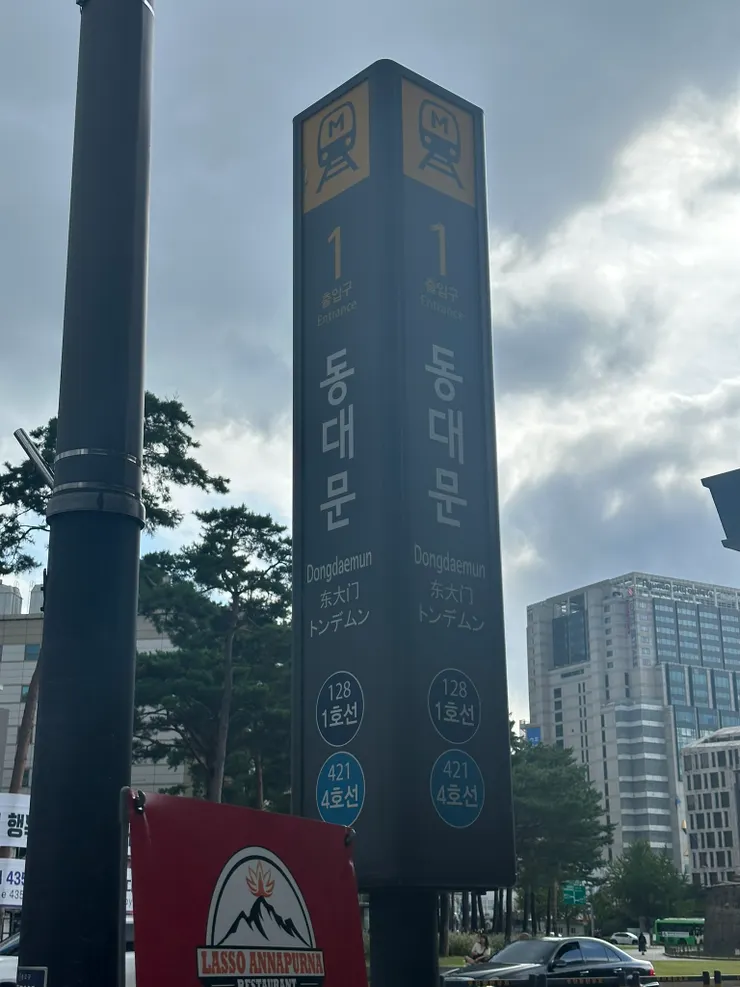 M
1
출입구
Entrance
동대문
Dongdaemun
东大门
トンデムン
128
1호선
421
4호선
M
1
출입구
Entrance
동대문
Dongdaemun
东大门
トンデムン
128
1호선
421
4호선
행
435
LASSO ANNAPURNA
RESTAURANT